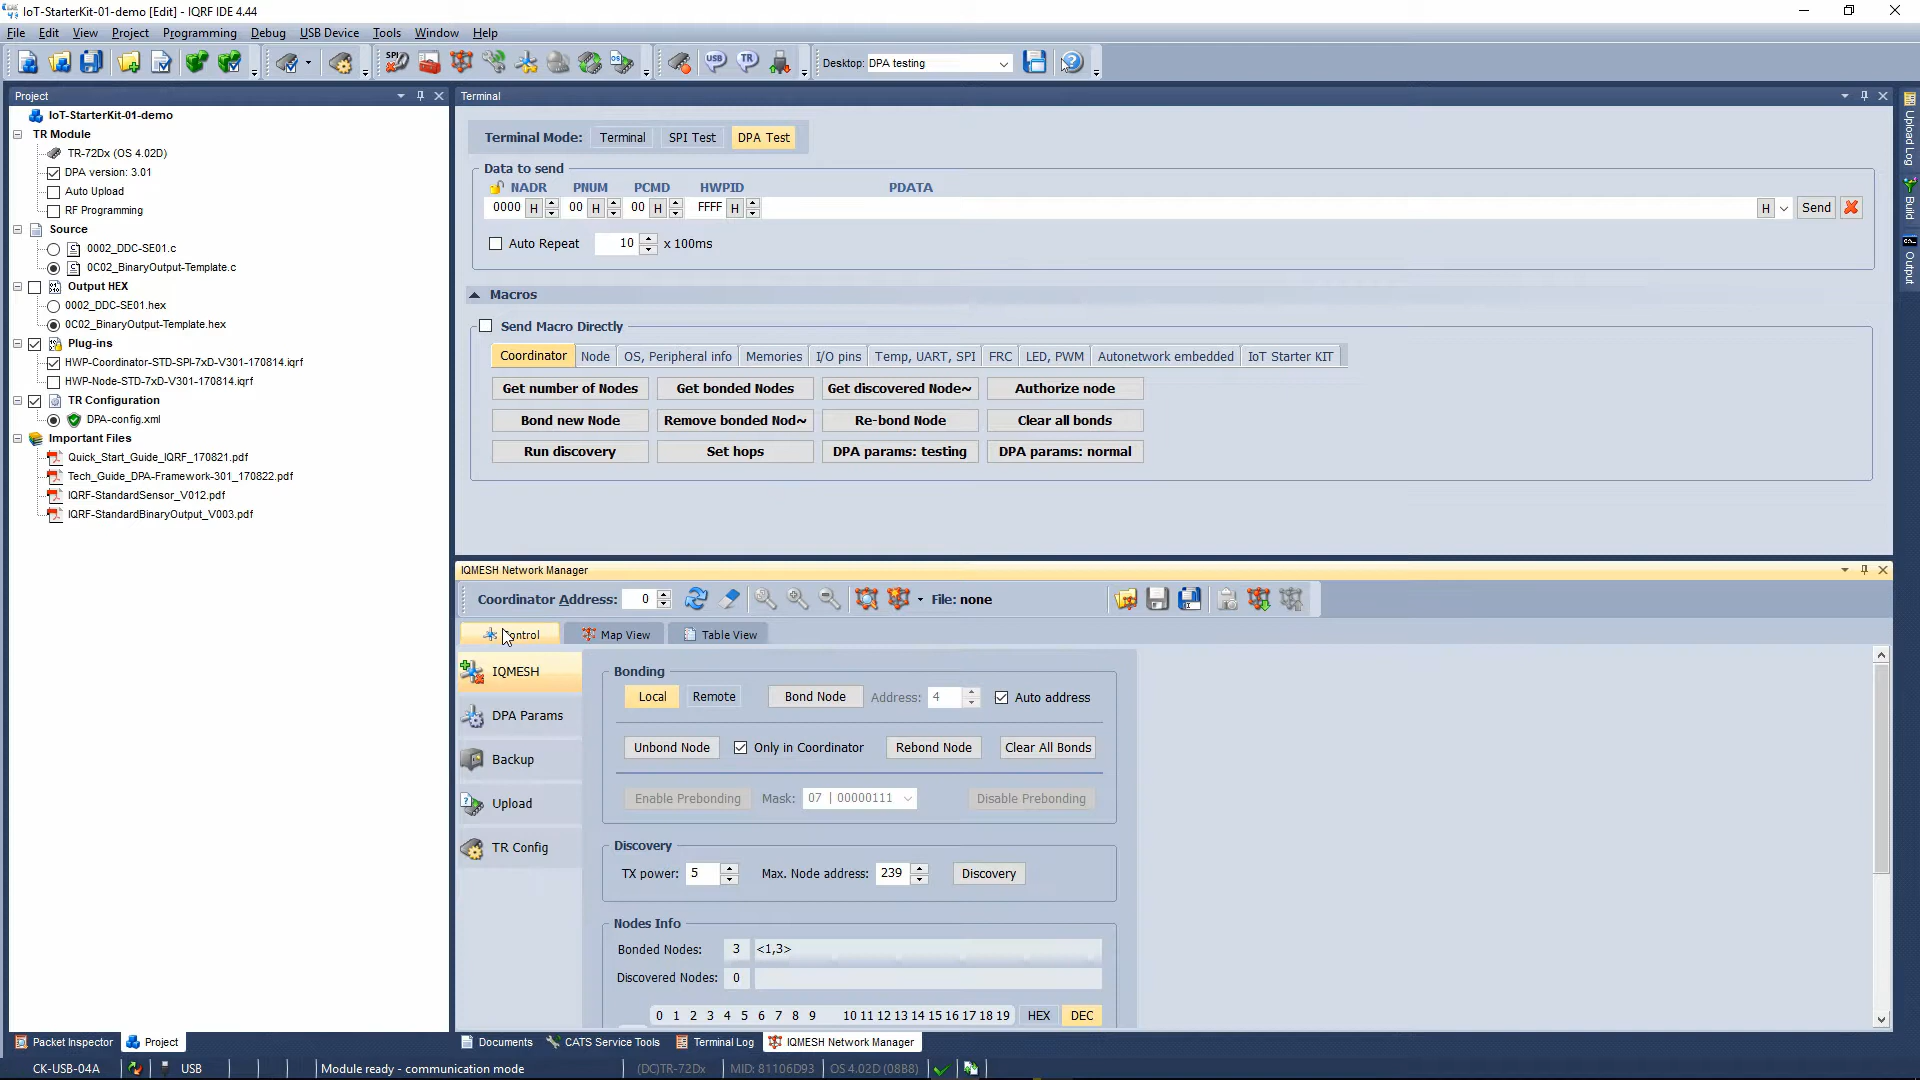 IoT-StarterKit-01-demo [Edit] - IQRF IDE 4.44
File Edit View Project Programming Debug USB Device Tools Window Help
SPI USB TR Desktop: DPA testing
Project
IoT-StarterKit-01-demo
TR Module
TR-72Dx (OS 4.02D)
DPA version: 3.01
Auto Upload
RF Programming
Source
0002_DDC-SE01.c
0C02_BinaryOutput-Template.c
Output HEX
0002_DDC-SE01.hex
0C02_BinaryOutput-Template.hex
Plug-ins
HWP-Coordinator-STD-SPI-7xD-V301-170814.iqrf
HWP-Node-STD-7xD-V301-170814.iqrf
TR Configuration
DPA-config.xml
Important Files
Quick_Start_Guide_IQRF_170821.pdf
Tech_Guide_DPA-Framework-301_170822.pdf
IQRF-StandardSensor_V012.pdf
IQRF-StandardBinaryOutput_V003.pdf
Terminal
Terminal Mode: Terminal SPI Test DPA Test
Data to send
NADR PNUM PCMD HWPID PDATA
0000 H 00 H 00 H FFFF H H Send
Auto Repeat 10 x 100ms
Macros
Send Macro Directly
Coordinator Node OS, Peripheral info Memories I/O pins Temp, UART, SPI FRC LED, PWM Autonetwork embedded IoT Starter KIT
Get number of Nodes Get bonded Nodes Get discovered Node~ Authorize node
Bond new Node Remove bonded Nod~ Re-bond Node Clear all bonds
Run discovery Set hops DPA params: testing DPA params: normal
IQMESH Network Manager
Coordinator Address: 0 File: none
Control Map View Table View
IQMESH
DPA Params
Backup
Upload
TR Config
Bonding
Local Remote Bond Node Address: 4 Auto address
Unbond Node Only in Coordinator Rebond Node Clear All Bonds
Enable Prebonding Mask: 07 | 00000111 Disable Prebonding
Discovery
TX power: 5 Max. Node address: 239 Discovery
Nodes Info
Bonded Nodes: 3 <1,3>
Discovered Nodes: 0
0 1 2 3 4 5 6 7 8 9 10 11 12 13 14 15 16 17 18 19 HEX DEC
Upload Log
Build
Output
Packet Inspector Project
Documents CATS Service Tools Terminal Log IQMESH Network Manager
CK-USB-04A USB Module ready - communication mode (DC)TR-72Dx MID: 81106D93 OS 4.02D (08B8)